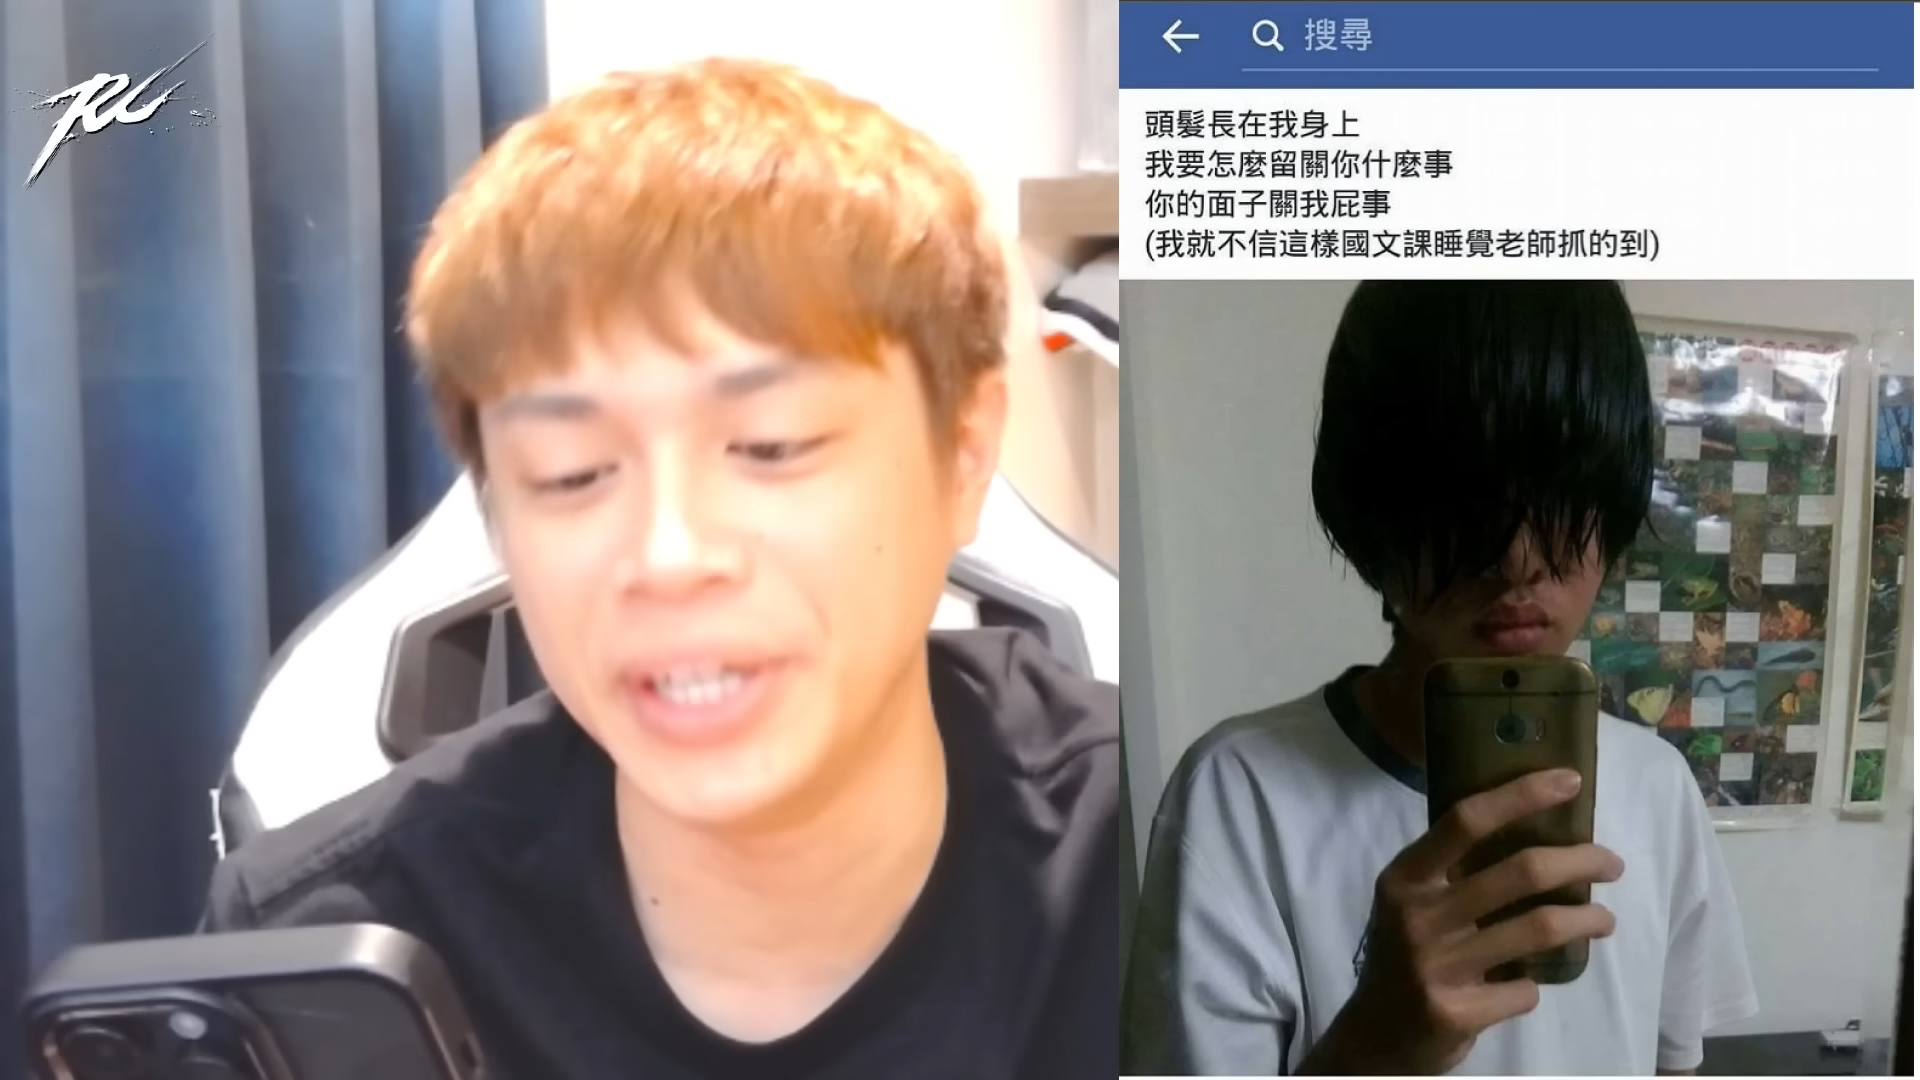 RC
搜尋
頭髮長在我身上
我要怎麼留關你什麼事
你的面子關我屁事
(我就不信這樣國文課睡覺老師抓的到)